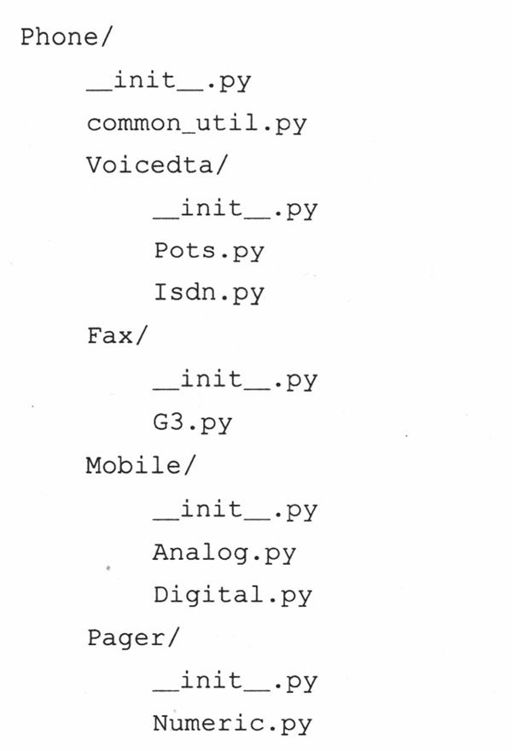 Phone/
__init__.py
common_util.py
Voicedta/
__init__.py
Pots.py
Isdn.py
Fax/
__init__.py
G3.py
Mobile/
__init__.py
Analog.py
Digital.py
Pager/
__init__.py
Numeric.py